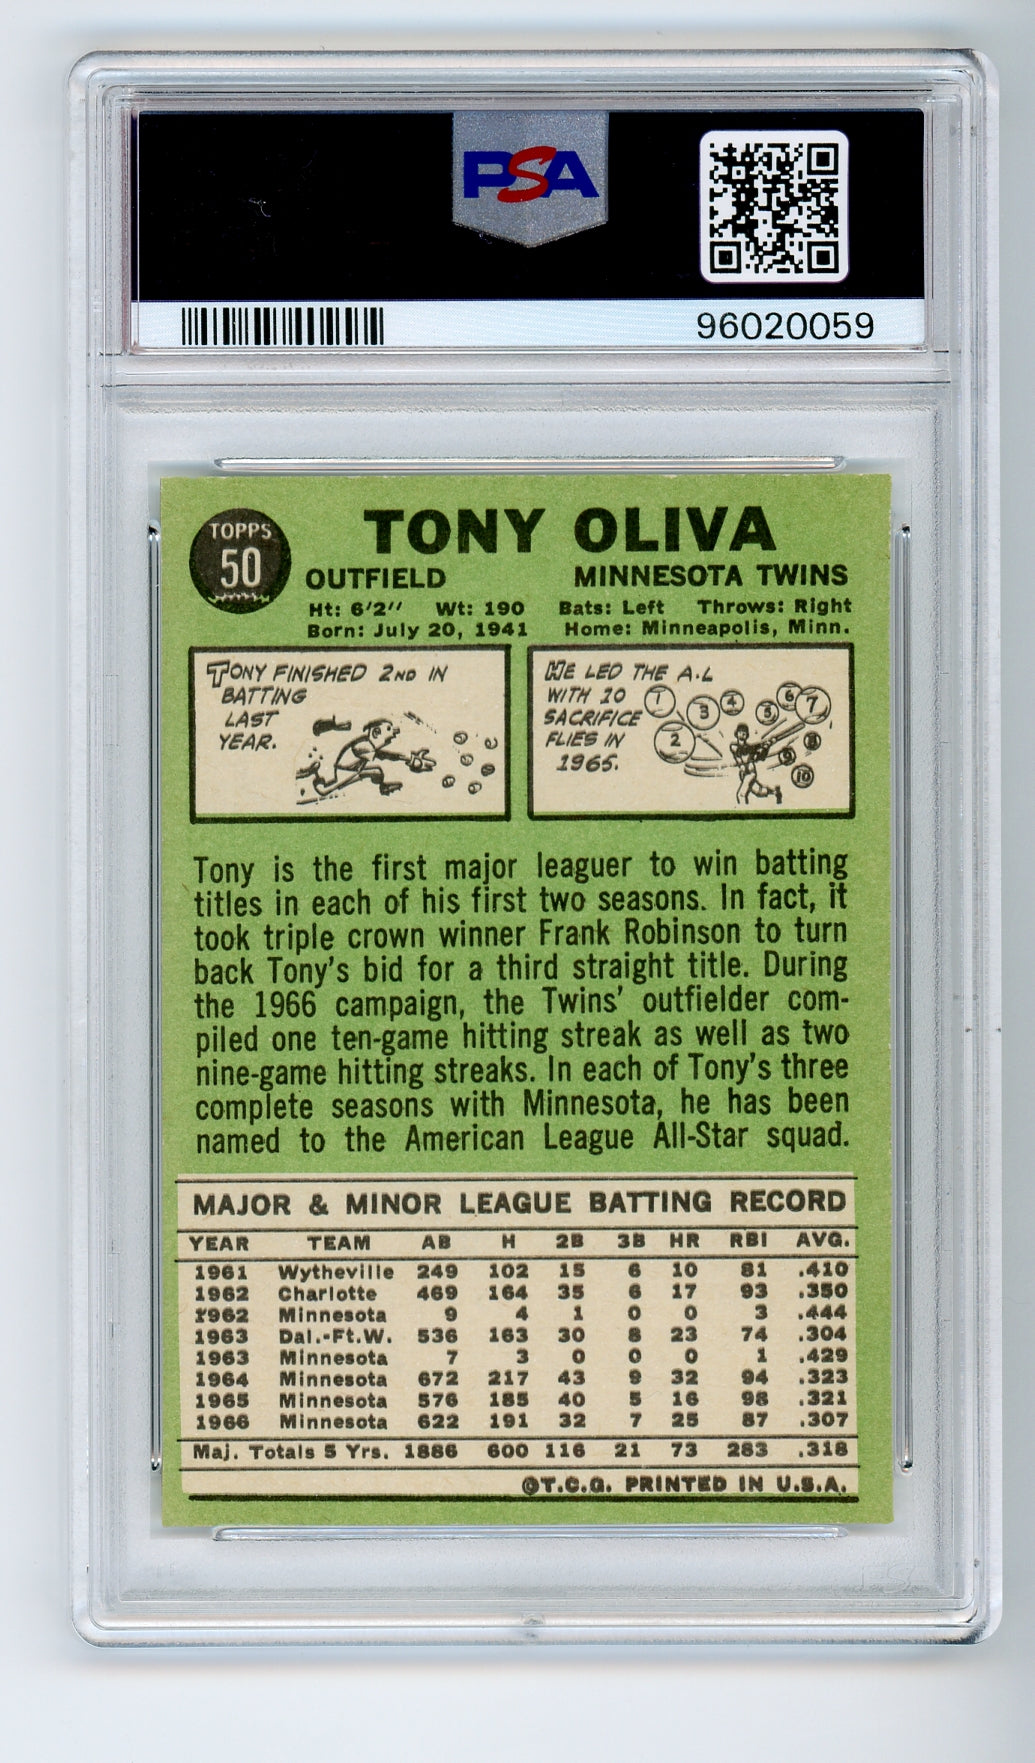 PSA
96020059
TOPPS
50
TONY OLIVA
OUTFIELD MINNESOTA TWINS
Ht: 6'2" Wt: 190 Bats: Left Throws: Right
Born: July 20, 1941 Home: Minneapolis, Minn.
TONY FINISHED 2ND IN
BATTING
LAST
YEAR.
HE LED THE A.L
WITH 10
SACRIFICE
FLIES IN
1965.
1 2 3 4 5 6 7 8 9 10
Tony is the first major leaguer to win batting
titles in each of his first two seasons. In fact, it
took triple crown winner Frank Robinson to turn
back Tony's bid for a third straight title. During
the 1966 campaign, the Twins' outfielder com-
piled one ten-game hitting streak as well as two
nine-game hitting streaks. In each of Tony's three
complete seasons with Minnesota, he has been
named to the American League All-Star squad.
MAJOR & MINOR LEAGUE BATTING RECORD
YEAR TEAM AB H 2B 3B HR RBI AVG.
1961 Wytheville 249 102 15 6 10 81 .410
1962 Charlotte 469 164 35 6 17 93 .350
1962 Minnesota 9 4 1 0 0 3 .444
1963 Dal.-Ft.W. 536 163 30 8 23 74 .304
1963 Minnesota 7 3 0 0 0 1 .429
1964 Minnesota 672 217 43 9 32 94 .323
1965 Minnesota 576 185 40 5 16 98 .321
1966 Minnesota 622 191 32 7 25 87 .307
Maj. Totals 5 Yrs. 1886 600 116 21 73 283 .318
©T.C.G. PRINTED IN U.S.A.